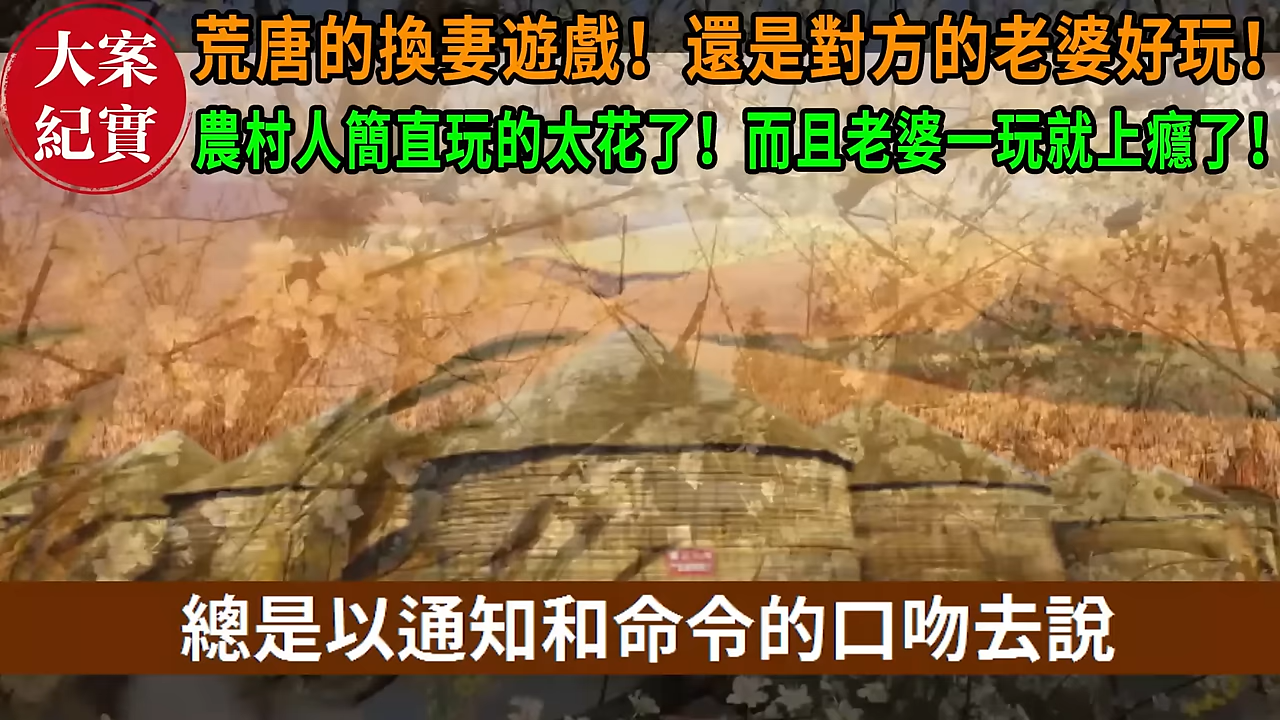 大案
紀實
荒唐的換妻遊戲！還是對方的老婆好玩！
農村人簡直玩的太花了！而且老婆一玩就上癮了！
總是以通知和命令的口吻去說